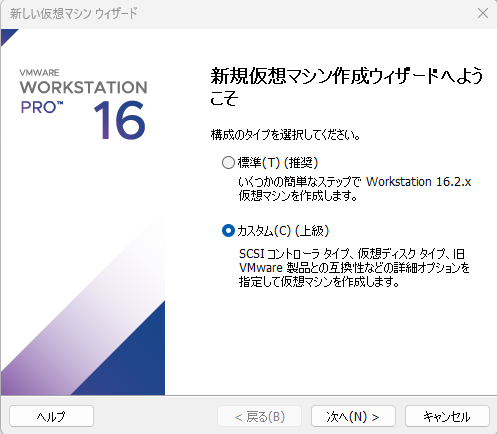 新しい仮想マシン ウィザード
VMWARE
WORKSTATION
PRO™ 16
新規仮想マシン作成ウィザードへよう
こそ
構成のタイプを選択してください。
標準(T) (推奨)
いくつかの簡単なステップで Workstation 16.2.x
仮想マシンを作成します。
カスタム(C) (上級)
SCSI コントローラ タイプ、仮想ディスク タイプ、旧
VMware 製品との互換性などの詳細オプションを
指定して仮想マシンを作成します。
ヘルプ
< 戻る(B)
次へ(N) >
キャンセル